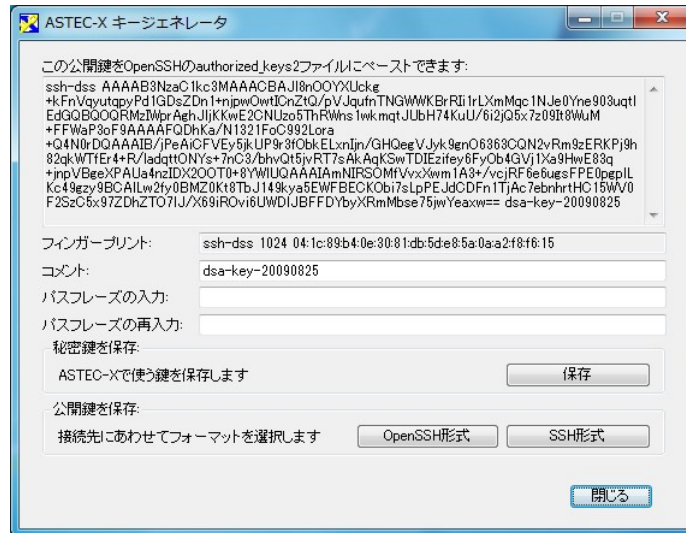 ASTEC-X キージェネレータ
この公開鍵をOpenSSHのauthorized_keys2ファイルにペーストできます:
ssh-dss AAAAB3NzaC1kc3MAAACBAJl8nOOYXUckg
+kFnVqyutqpyPd1GDsZDn1+njpwOwtICnZtQ/pVJqufnTNGWWKBrRIi1rLXmMqc1NJe0Yne903uqtl
EdGQBQOQRMzIWprAghJIjKKwE2CNUzo5ThRWns1wkmqtJUbH74KuU/6i2jQ5x7z09It8WuM
+FFWaP3oF9AAAAFQDhKa/N1321FoC992Lora
+Q4N0rDQAAAIB/jPeAiCFVEy5jkUP9r3fObkELxnIjn/GHQegVJyk9gnO6363CQN2vRm9zERKPj9h
82qkWTfEr4+R/ladqttONYs+7nC3/bhvQt5jvRT7sAkAqKSwTDIEzifey6FyOb4GVj1Xa9HwE83q
+jnpVBgeXPAUa4nzIDX2OOT0+8YWlUQAAAIAmNIRSOMfVvxXwm1A3+/vcjRF6e6ugsFPE0pgpIL
Kc49gzy9BCAILw2fy0BMZ0Kt8TbJ149kya5EWFBECKObi7sLpPEJdCDFn1TjAc7ebnhrtHC15WV0
F2SzC5x97ZDhZTO7IJ/X69iROvi6UWDIJBFFDYbyXRmMbse75jwYeaxw== dsa-key-20090825
フィンガープリント:
ssh-dss 1024 04:1c:89:b4:0e:30:81:db:5d:e8:5a:0a:a2:f8:f6:15
コメント:
dsa-key-20090825
パスフレーズの入力:
パスフレーズの再入力:
秘密鍵を保存:
ASTEC-Xで使う鍵を保存します
保存
公開鍵を保存:
接続先にあわせてフォーマットを選択します
OpenSSH形式
SSH形式
閉じる